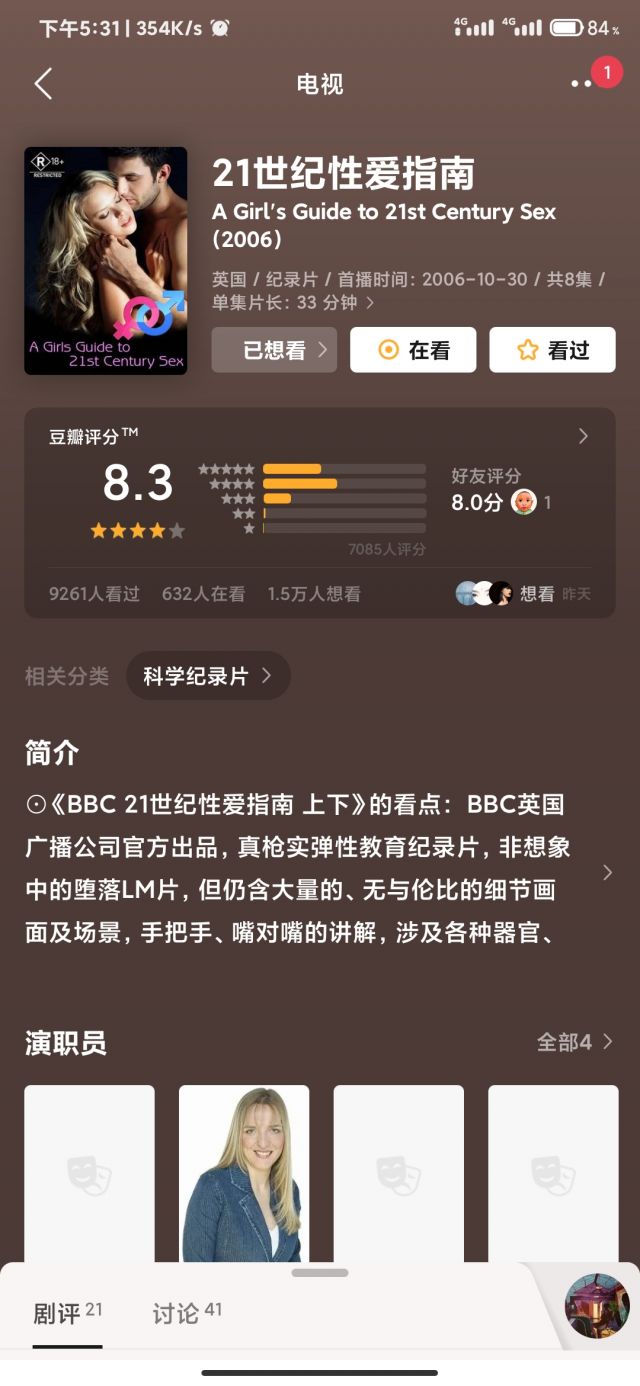 下午5:31 | 354K/s
4G 4G 84%
电视
1
R 18+
RESTRICTED
A Girls Guide to
21st Century Sex
21世纪性爱指南
A Girl's Guide to 21st Century Sex
(2006)
英国 / 纪录片 / 首播时间：2006-10-30 / 共8集 /
单集片长：33 分钟
已想看 在看 看过
豆瓣评分™
8.3
好友评分
8.0分 1
7085人评分
9261人看过 632人在看 1.5万人想看 想看 昨天
相关分类 科学纪录片
简介
⊙《BBC 21世纪性爱指南 上下》的看点：BBC英国
广播公司官方出品，真枪实弹性教育纪录片，非想象
中的堕落LM片，但仍含大量的、无与伦比的细节画
面及场景，手把手、嘴对嘴的讲解，涉及各种器官、
演职员 全部4
剧评 21 讨论 41